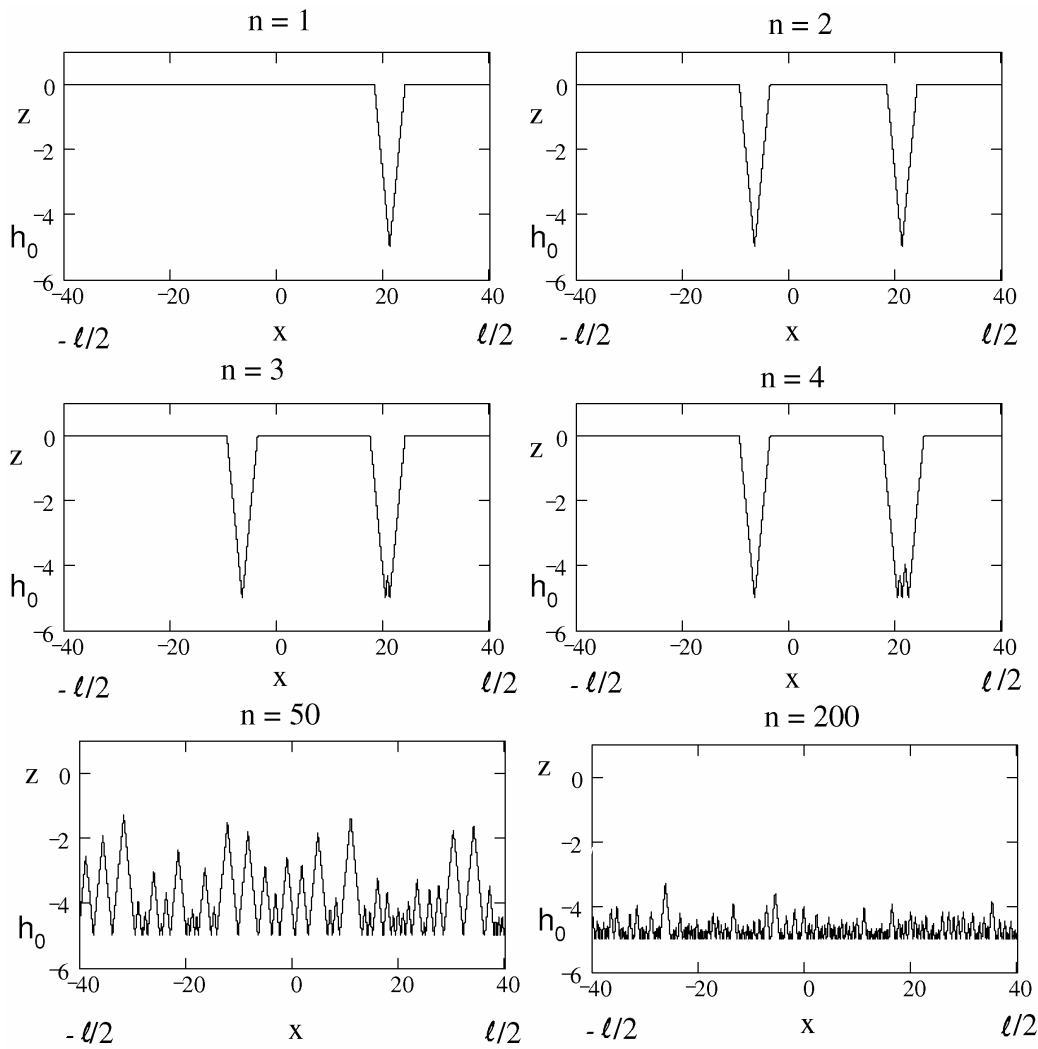 n = 1
0
z
−2
−4
h₀
−6
−40
−20
0
20
40
- ℓ/2
x
ℓ/2
n = 2
0
z
−2
−4
h₀
−6
−40
−20
0
20
40
- ℓ/2
x
ℓ/2
n = 3
0
z
−2
−4
h₀
−6
−40
−20
0
20
40
- ℓ/2
x
ℓ/2
n = 4
0
z
−2
−4
h₀
−6
−40
−20
0
20
40
- ℓ/2
x
ℓ/2
n = 50
z
0
−2
−4
h₀
−6
−40
−20
0
20
40
- ℓ/2
x
ℓ/2
n = 200
z
0
−2
−4
h₀
−6
−40
−20
0
20
40
- ℓ/2
x
ℓ/2